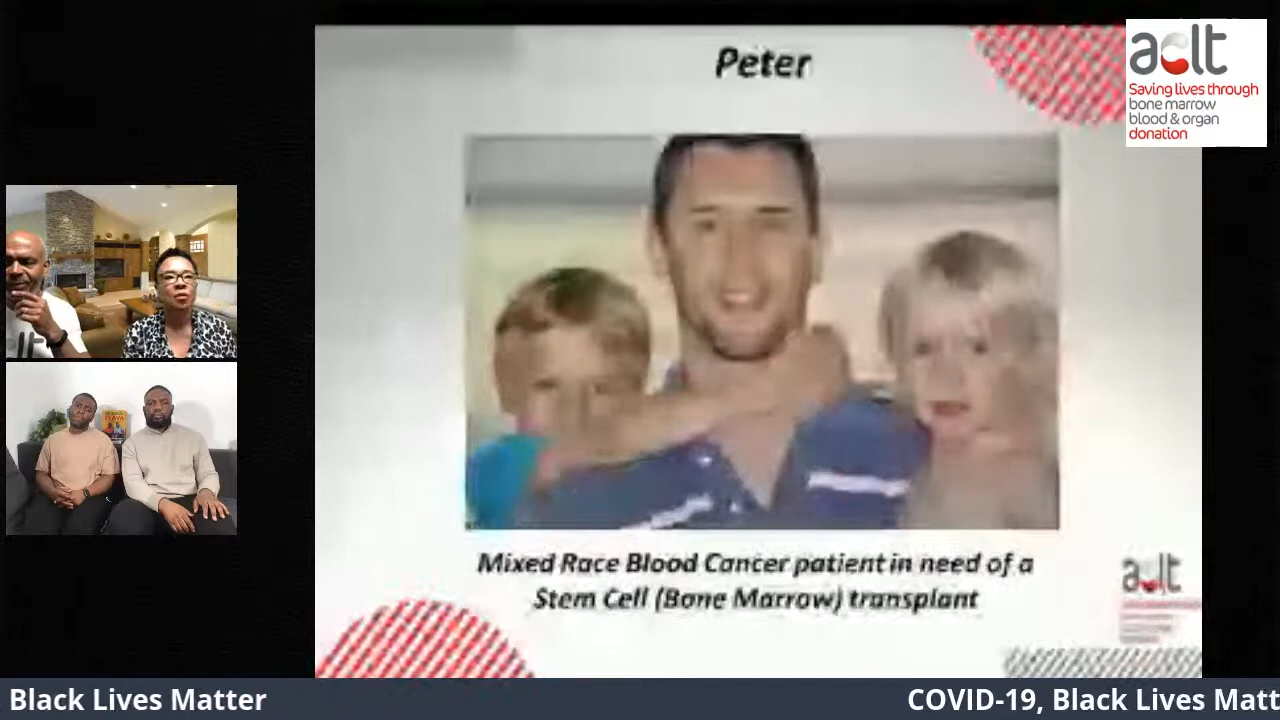 Peter
aclt
Saving lives through
bone marrow
blood & organ
donation
Mixed Race Blood Cancer patient in need of a
Stem Cell (Bone Marrow) transplant
aclt
Black Lives Matter
COVID-19, Black Lives Matt